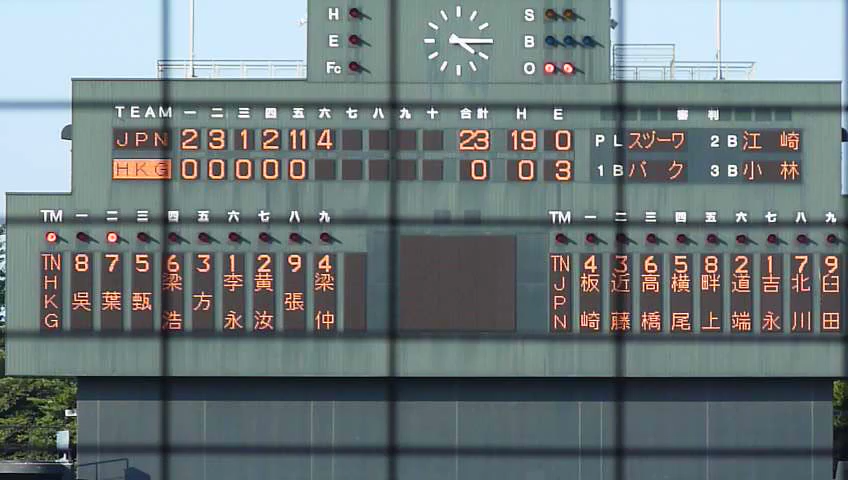 H S
E B
Fc O
TEAM 一 二 三 四 五 六 七 八 九 十 合計 H E 審判
JPN 2 3 1 2 11 4 23 19 0 PL スヅーワ 2B 江崎
HKG 0 0 0 0 0 0 0 3 1B パク 3B 小林
TM 一 二 三 四 五 六 七 八 九
TN 8 7 5 6 3 1 2 9 4
HKG 呉 葉 甄 梁浩 方 李永 黄汝 張 梁仲
TM 一 二 三 四 五 六 七 八 九
TN 4 3 6 5 8 2 1 7 9
JPN 板崎 近藤 高橋 横尾 畔上 道端 吉永 北川 臼田